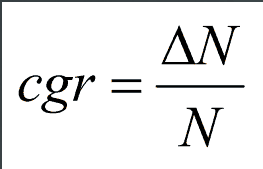 cgr = ΔN / N